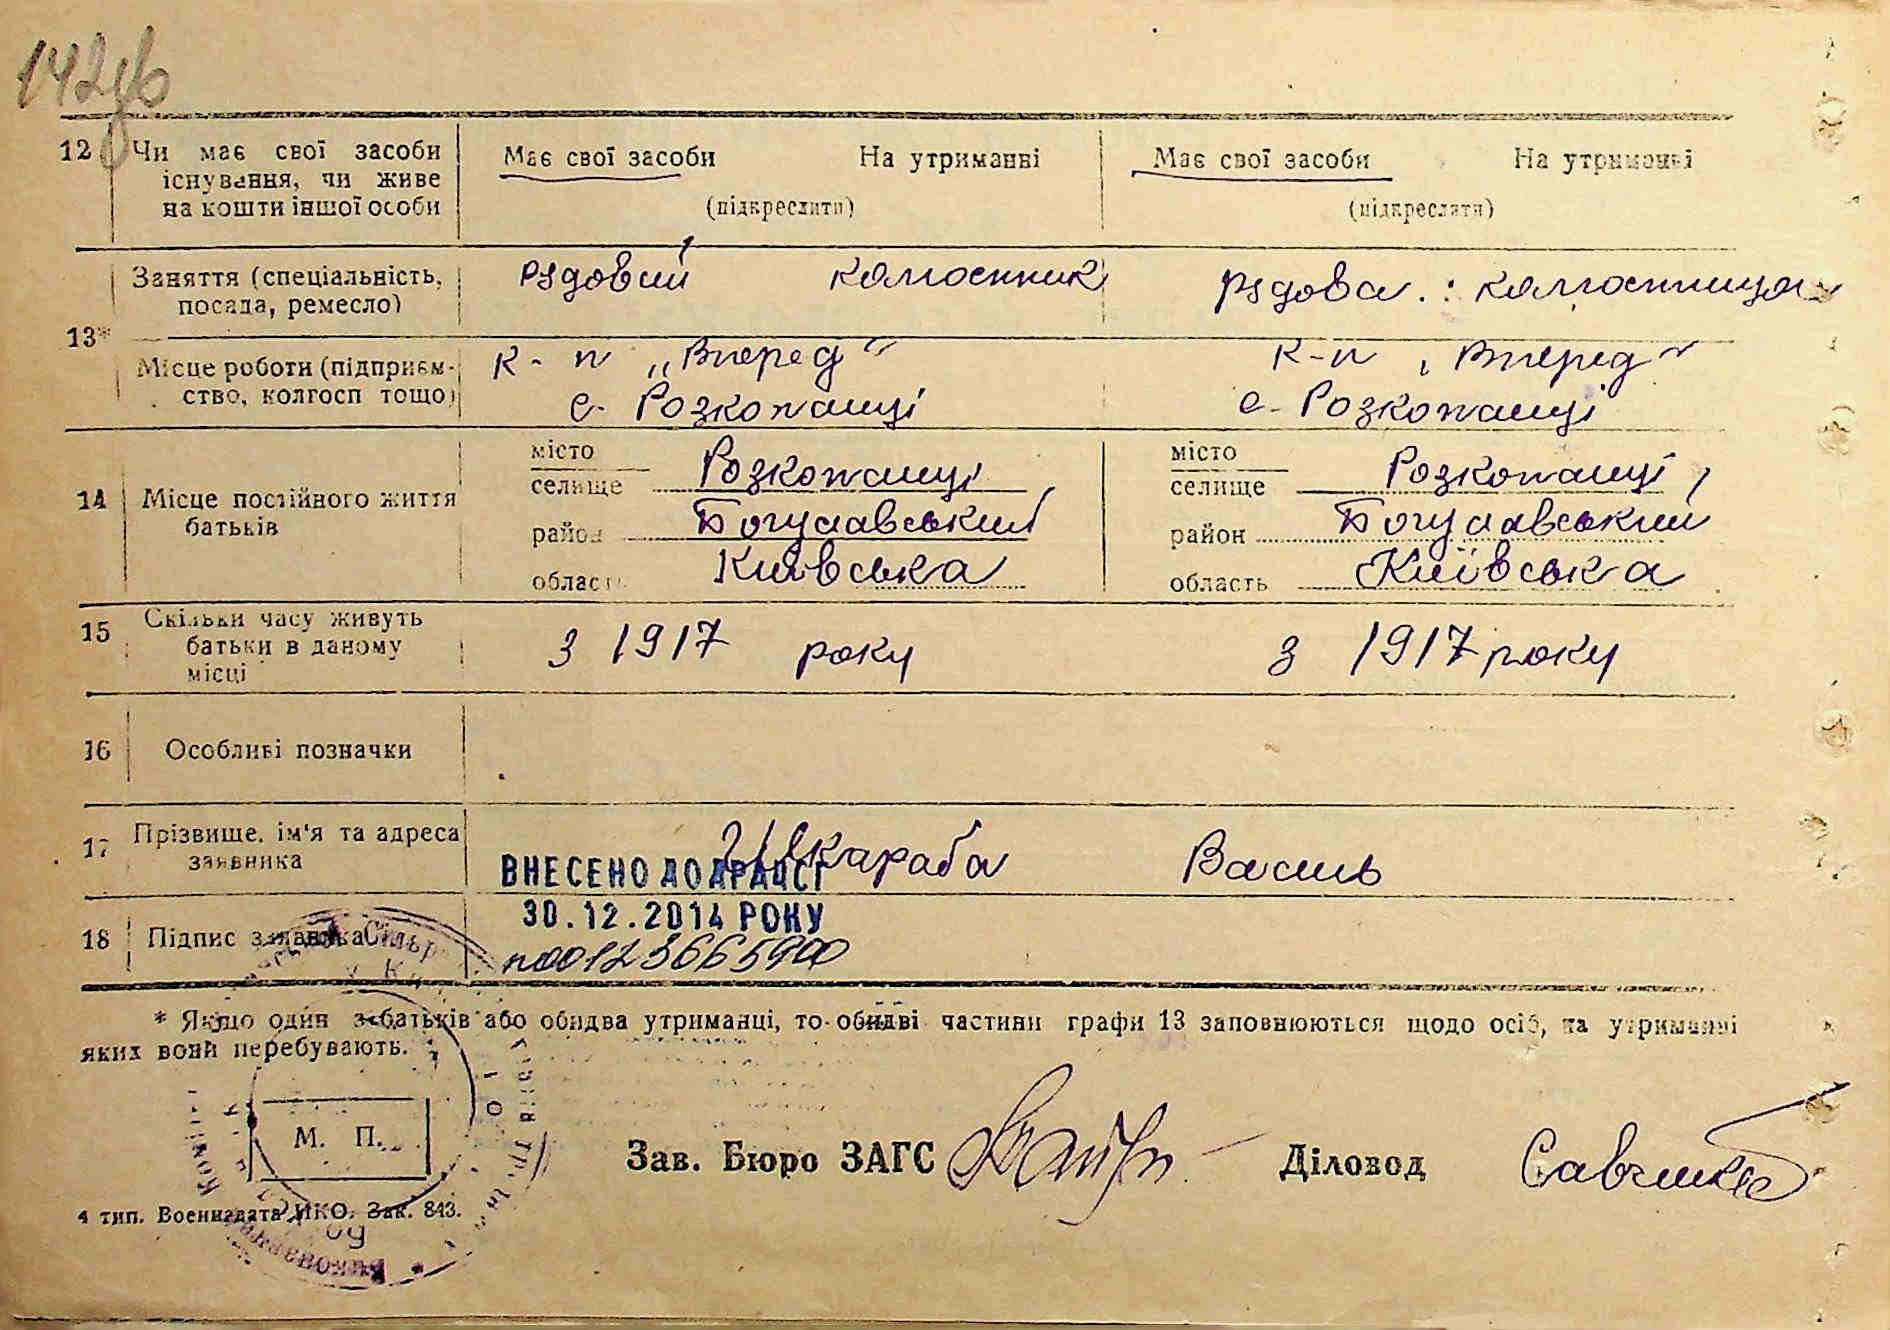 142
12 Чи має свої засоби існування, чи живе на кошти іншої особи
Має свої засоби На утриманні
(підкреслити)
Має свої засоби На утриманні
(підкреслити)
13*
Заняття (спеціальність, посада, ремесло)
рядовий колгоспник
рядова колгоспниця
Місце роботи (підприєм-
ство, колгосп тощо)
к-п „Вперед“
с. Розкопанці
к-п „Вперед“
с. Розкопанці
14 Місце постійного життя батьків
місто
селище Розкопанці,
район Богуславський
область Київська
місто
селище Розкопанці,
район Богуславський
область Київська
15 Скільки часу живуть батьки в даному місці
з 1917 року
з 1917 року
16 Особливі позначки
17 Прізвище, ім'я та адреса заявника
Шкараба Василь
ВНЕСЕНО ДО ДРАЦСГ
30.12.2014 РОКУ
18 Підпис заявника
n00123665900
* Якщо один з батьків або обидва утриманці, то обидві частини графи 13 заповнюються щодо осіб, на утриманні
яких вони перебувають.
М. П.
Зав. Бюро ЗАГС
Діловод
4 тип. Воениздата НКО. Зак. 843.